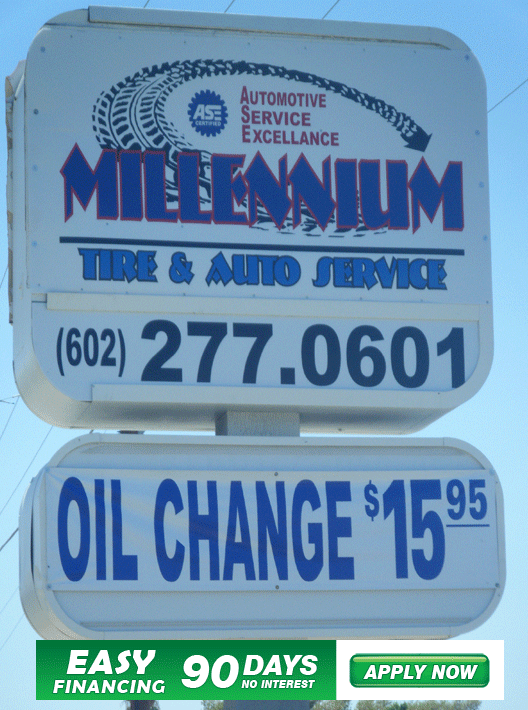 ASE
CERTIFIED
AUTOMOTIVE
SERVICE
EXCELLANCE
MILLENNIUM
TIRE & AUTO SERVICE
(602) 277.0601
OIL CHANGE $15 95
EASY
FINANCING
90 DAYS
NO INTEREST
APPLY NOW